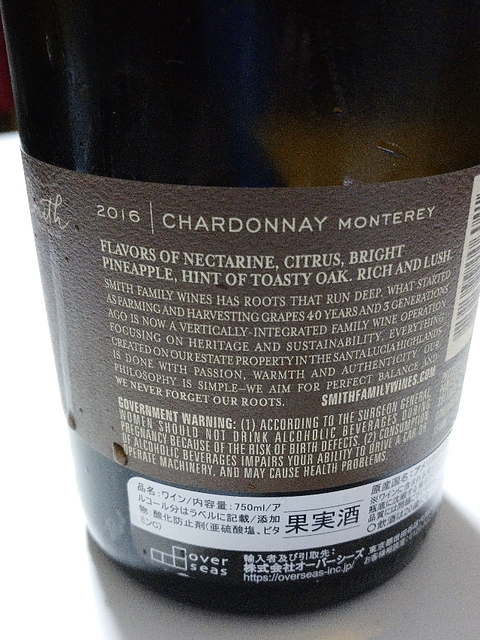 2016 | CHARDONNAY MONTEREY
FLAVORS OF NECTARINE, CITRUS, BRIGHT
PINEAPPLE, HINT OF TOASTY OAK. RICH AND LUSH.
SMITH FAMILY WINES HAS ROOTS THAT RUN DEEP. WHAT STARTED
AS FARMING AND HARVESTING GRAPES 40 YEARS AND 3 GENERATIONS
AGO IS NOW A VERTICALLY-INTEGRATED FAMILY WINE OPERATION
FOCUSING ON HERITAGE AND SUSTAINABILITY. EVERYTHING
CREATED ON OUR ESTATE PROPERTY IN THE SANTA LUCIA HIGHLANDS
IS DONE WITH PASSION, WARMTH AND AUTHENTICITY. OUR
PHILOSOPHY IS SIMPLE—WE AIM FOR PERFECT BALANCE AND
WE NEVER FORGET OUR ROOTS. SMITHFAMILYWINES.COM
GOVERNMENT WARNING: (1) ACCORDING TO THE SURGEON GENERAL,
WOMEN SHOULD NOT DRINK ALCOHOLIC BEVERAGES DURING
PREGNANCY BECAUSE OF THE RISK OF BIRTH DEFECTS. (2) CONSUMPTION
OF ALCOHOLIC BEVERAGES IMPAIRS YOUR ABILITY TO DRIVE A CAR OR
OPERATE MACHINERY, AND MAY CAUSE HEALTH PROBLEMS.
品名:ワイン/内容量:750ml/ア
ルコール分はラベルに記載/添加
物:酸化防止剤(亜硫酸塩、ビタ
ミンC)
果実酒
原産国名:
over
seas
輸入者及び引取先:
株式会社オーバーシーズ
https://overseas-inc.jp/